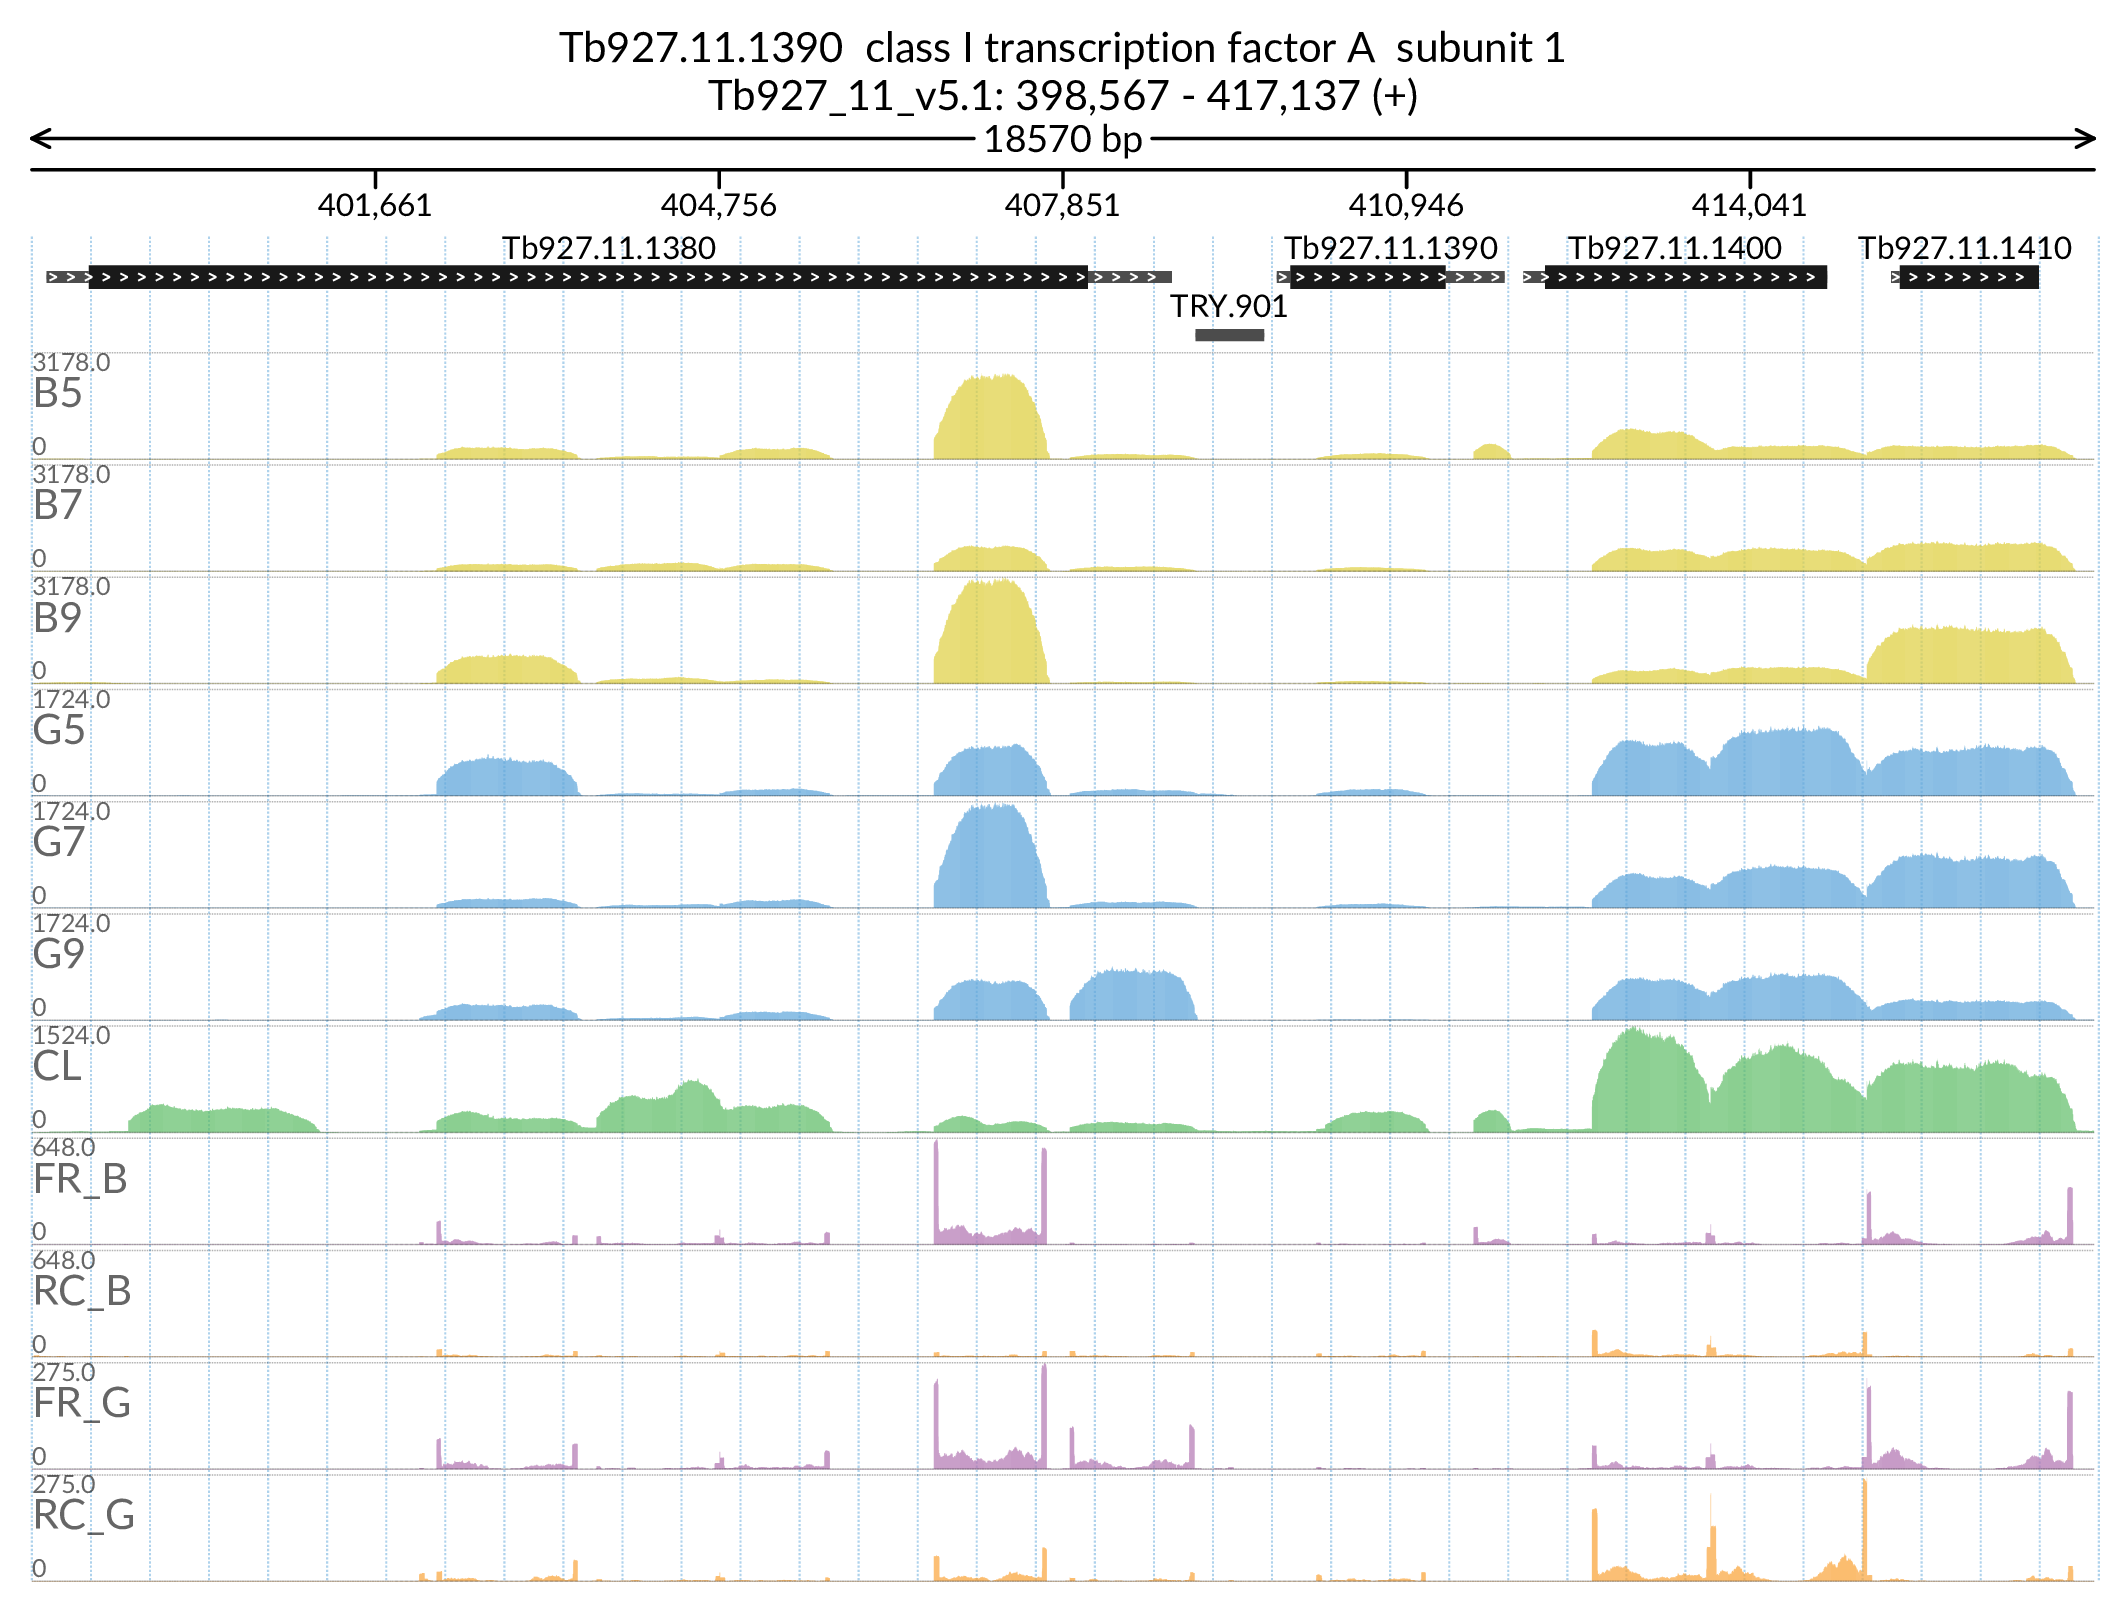 Tb927.11.1390 class I transcription factor A subunit 1
Tb927_11_v5.1: 398,567 - 417,137 (+)
18570 bp
401,661 404,756 407,851 410,946 414,041
Tb927.11.1380 Tb927.11.1390 Tb927.11.1400 Tb927.11.1410
TRY.901
3178.0
B5
0
3178.0
B7
0
3178.0
B9
0
1724.0
G5
0
1724.0
G7
0
1724.0
G9
0
1524.0
CL
0
648.0
FR_B
0
648.0
RC_B
0
275.0
FR_G
0
275.0
RC_G
0